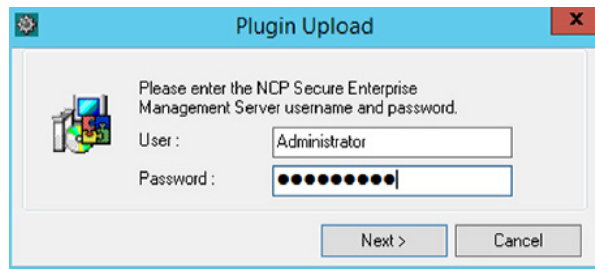 Plugin Upload
x
Please enter the NCP Secure Enterprise
Management Server username and password.
User :
Administrator
Password :
●●●●●●●●●
Next >
Cancel